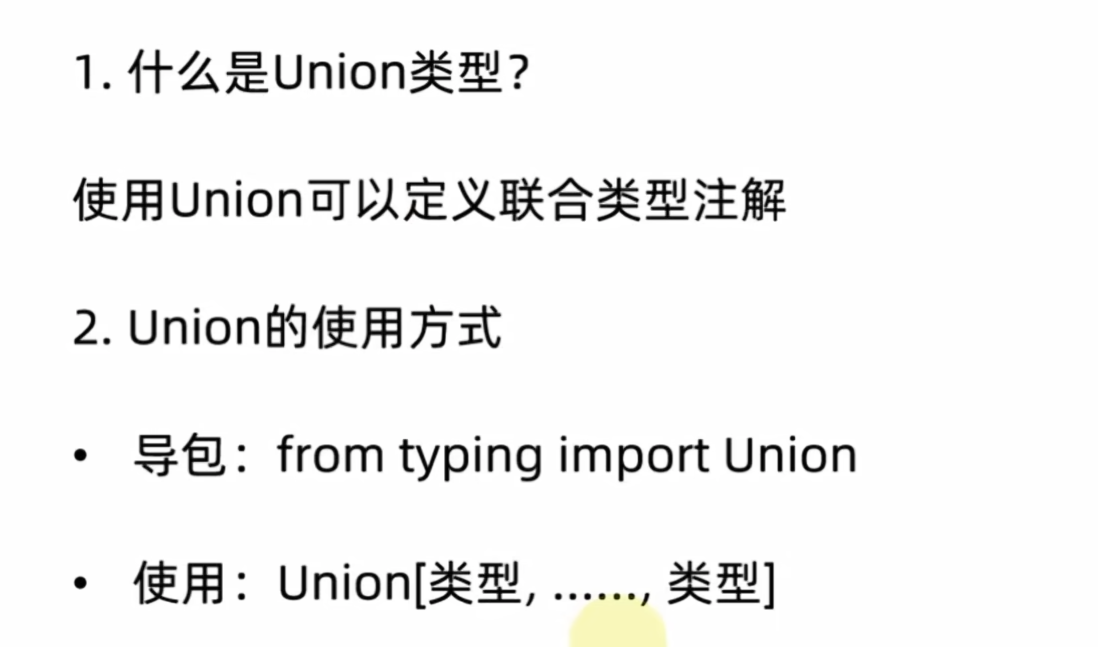 1. 什么是Union类型？
使用Union可以定义联合类型注解
2. Union的使用方式
• 导包：from typing import Union
• 使用：Union[类型, ......, 类型]